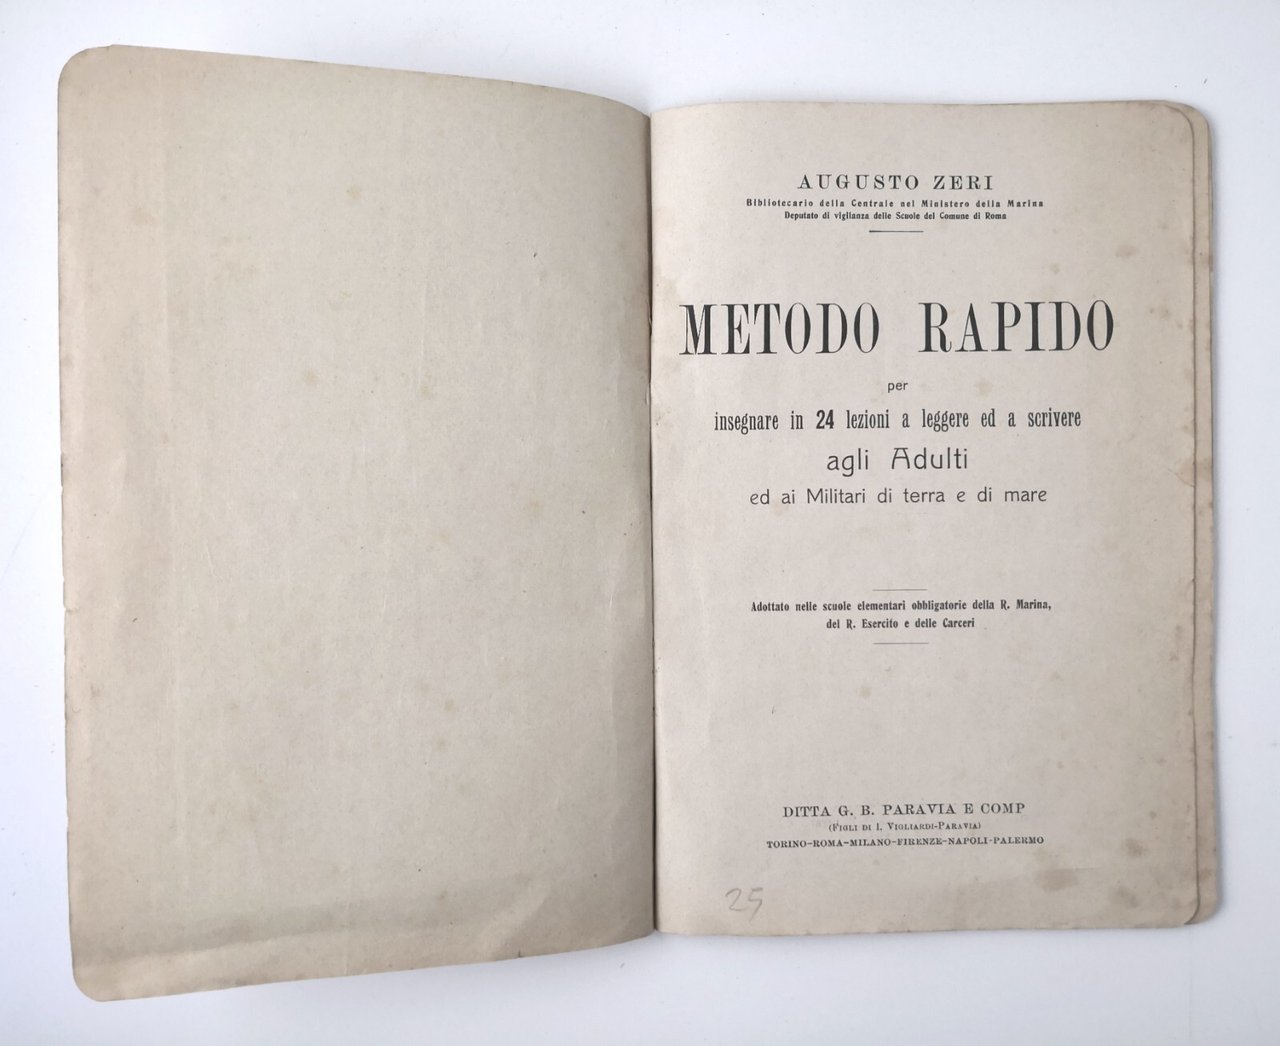 AUGUSTO ZERI
Bibliotecario della Centrale nel Ministero della Marina
Deputato di vigilanza delle Scuole del Comune di Roma
METODO RAPIDO
per
insegnare in 24 lezioni a leggere ed a scrivere
agli Adulti
ed ai Militari di terra e di mare
Adottato nelle scuole elementari obbligatorie della R. Marina,
del R. Esercito e delle Carceri
DITTA G. B. PARAVIA E COMP
(FIGLI DI I. VIGLIARDI-PARAVIA)
TORINO-ROMA-MILANO-FIRENZE-NAPOLI-PALERMO
25